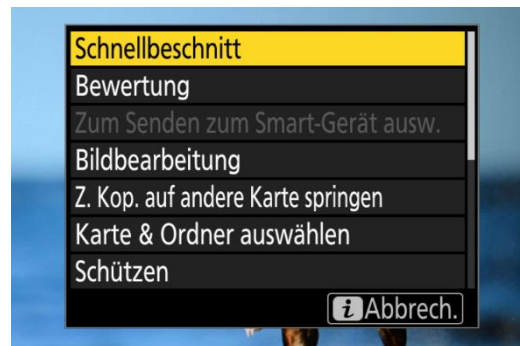 Schnellbeschnitt
Bewertung
Zum Senden zum Smart-Gerät ausw.
Bildbearbeitung
Z. Kop. auf andere Karte springen
Karte & Ordner auswählen
Schützen
i Abbrech.